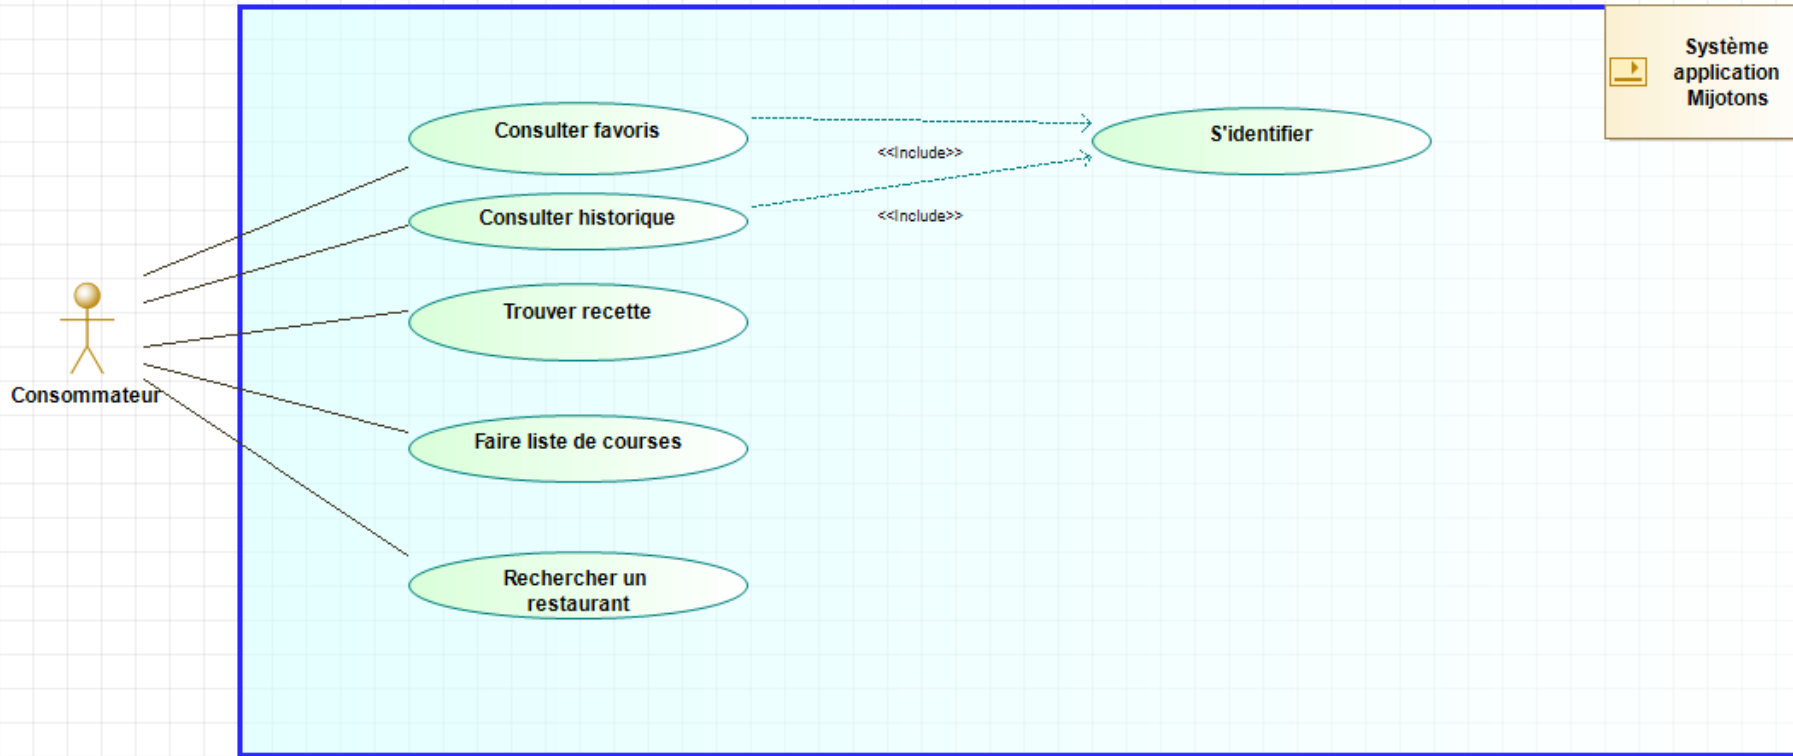 Système
application
Mijotons
Consulter favoris
S'identifier
<<Include>>
Consulter historique
<<Include>>
Trouver recette
Consommateur
Faire liste de courses
Rechercher un
restaurant